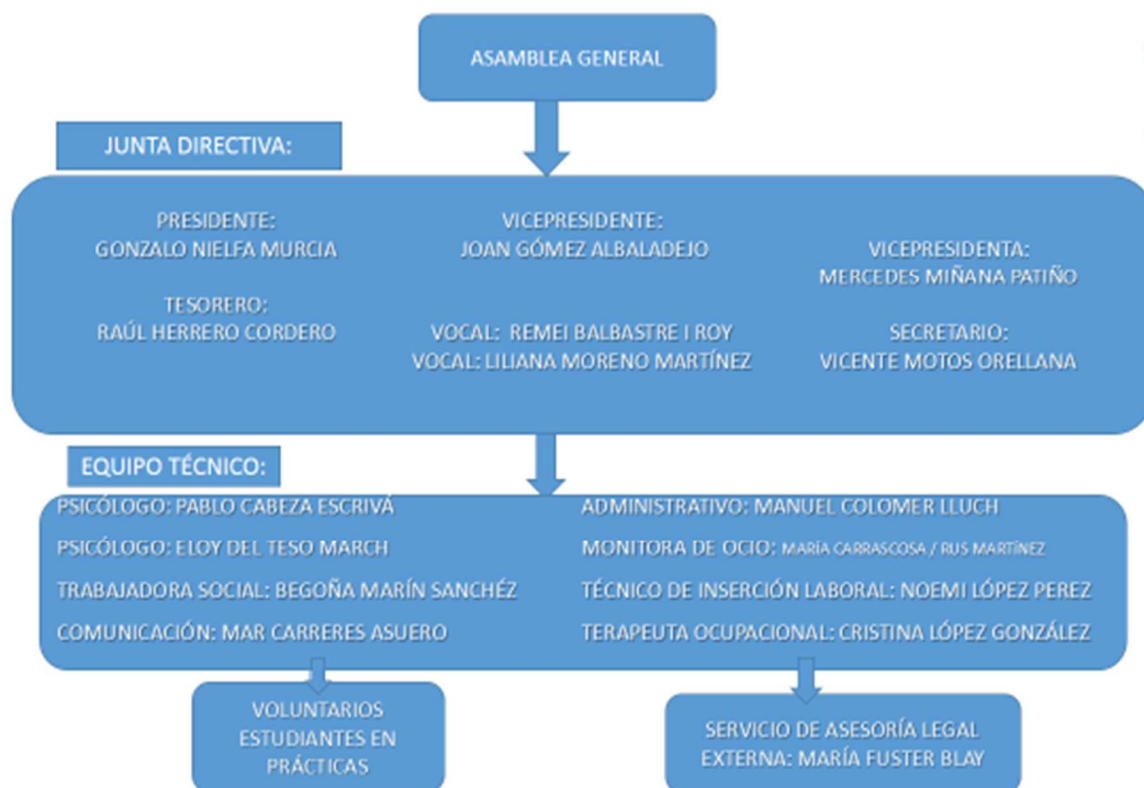 ASAMBLEA GENERAL
JUNTA DIRECTIVA:
PRESIDENTE:
GONZALO NIELFA MURCIA
VICEPRESIDENTE:
JOAN GÓMEZ ALBALADEJO
VICEPRESIDENTA:
MERCEDES MIÑANA PATIÑO
TESORERO:
RAÚL HERRERO CORDERO
VOCAL: REMEI BALBASTRE I ROY
VOCAL: LILIANA MORENO MARTÍNEZ
SECRETARIO:
VICENTE MOTOS ORELLANA
EQUIPO TÉCNICO:
PSICÓLOGO: PABLO CABEZA ESCRIVÁ
PSICÓLOGO: ELOY DEL TESO MARCH
TRABAJADORA SOCIAL: BEGOÑA MARÍN SANCHÉZ
COMUNICACIÓN: MAR CARRERES ASUERO
ADMINISTRATIVO: MANUEL COLOMER LLUCH
MONITORA DE OCIO: MARÍA CARRASCOSA / RUS MARTÍNEZ
TÉCNICO DE INSERCIÓN LABORAL: NOEMI LÓPEZ PEREZ
TERAPEUTA OCUPACIONAL: CRISTINA LÓPEZ GONZÁLEZ
VOLUNTARIOS
ESTUDIANTES EN
PRÁCTICAS
SERVICIO DE ASESORÍA LEGAL
EXTERNA: MARÍA FUSTER BLAY